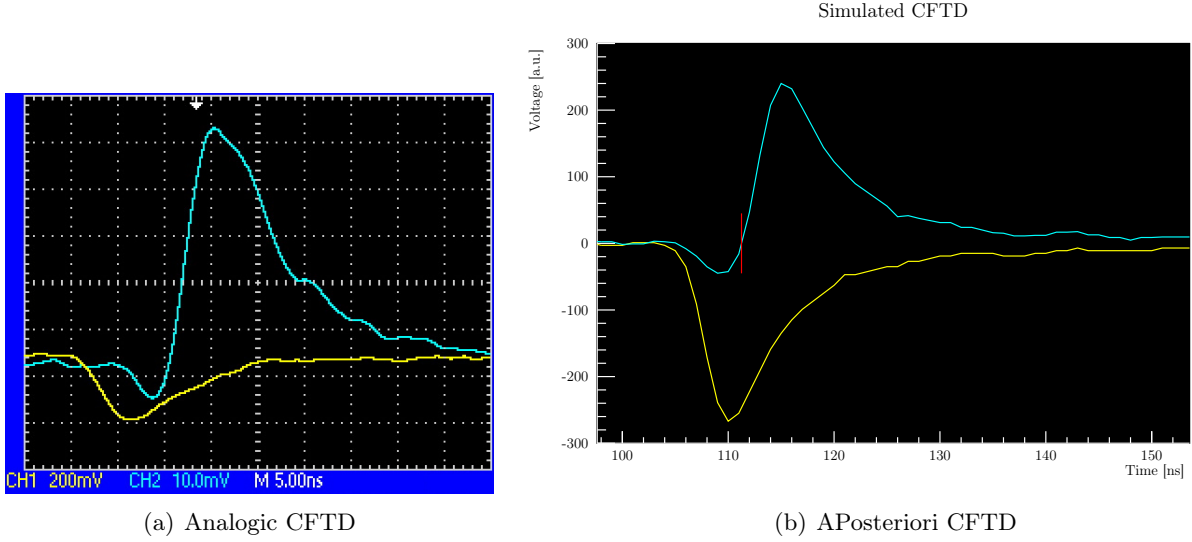 Simulated CFTD
Voltage [a.u.]
300
200
100
0
-100
-200
-300
100
110
120
130
140
150
Time [ns]
CH1 200mV CH2 10.0mV M 5.00ns
(a) Analogic CFTD
(b) APosteriori CFTD